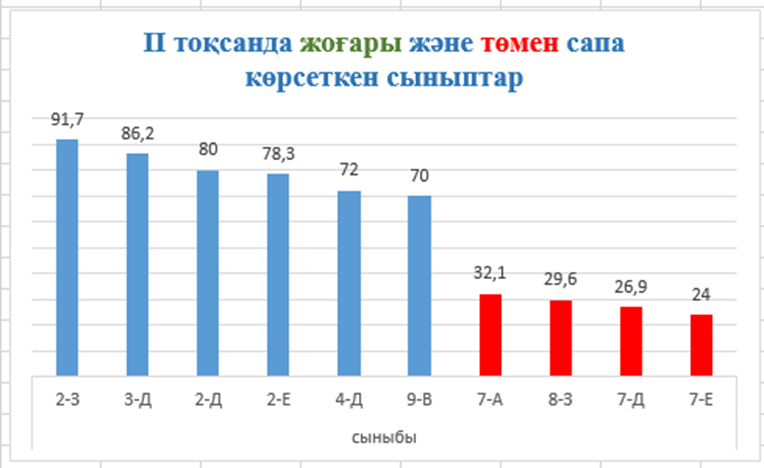 II тоқсанда жоғары және төмен сапа
көрсеткен сыныптар
91,7
86,2
80
78,3
72
70
32,1
29,6
26,9
24
2-З 3-Д 2-Д 2-Е 4-Д 9-В 7-А 8-З 7-Д 7-Е
сыныбы